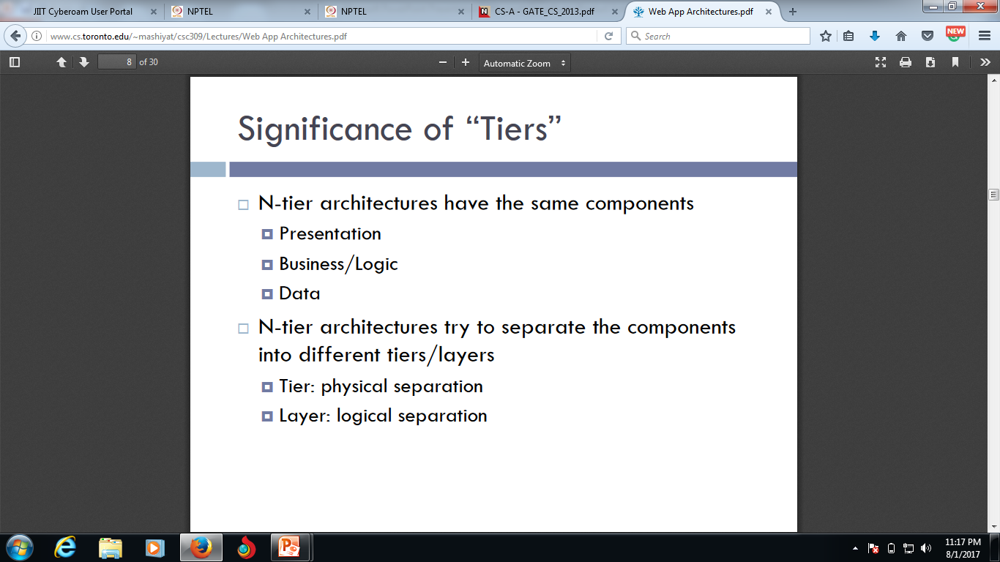 JIIT Cyberoam User Portal
NPTEL
NPTEL
CS-A - GATE_CS_2013.pdf
Web App Architectures.pdf
www.cs.toronto.edu/~mashiyat/csc309/Lectures/Web App Architectures.pdf
Search
NEW
8 of 30
Automatic Zoom
Significance of “Tiers”
N-tier architectures have the same components
Presentation
Business/Logic
Data
N-tier architectures try to separate the components
into different tiers/layers
Tier: physical separation
Layer: logical separation
11:17 PM
8/1/2017